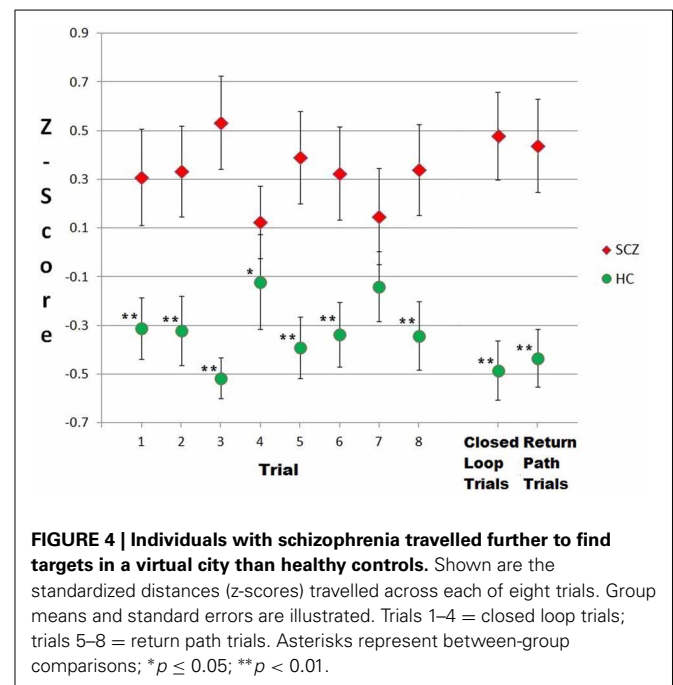 0.9
0.7
0.5
0.3
0.1
-0.1
-0.3
-0.5
-0.7
Z
-
S
c
o
r
e
**
**
**
*
**
**
**
**
**
SCZ
HC
1 2 3 4 5 6 7 8
Trial
Closed Return
Loop Path
Trials Trials
FIGURE 4 | Individuals with schizophrenia travelled further to find
targets in a virtual city than healthy controls. Shown are the
standardized distances (z-scores) travelled across each of eight trials. Group
means and standard errors are illustrated. Trials 1–4 = closed loop trials;
trials 5–8 = return path trials. Asterisks represent between-group
comparisons; *p ≤ 0.05; **p < 0.01.